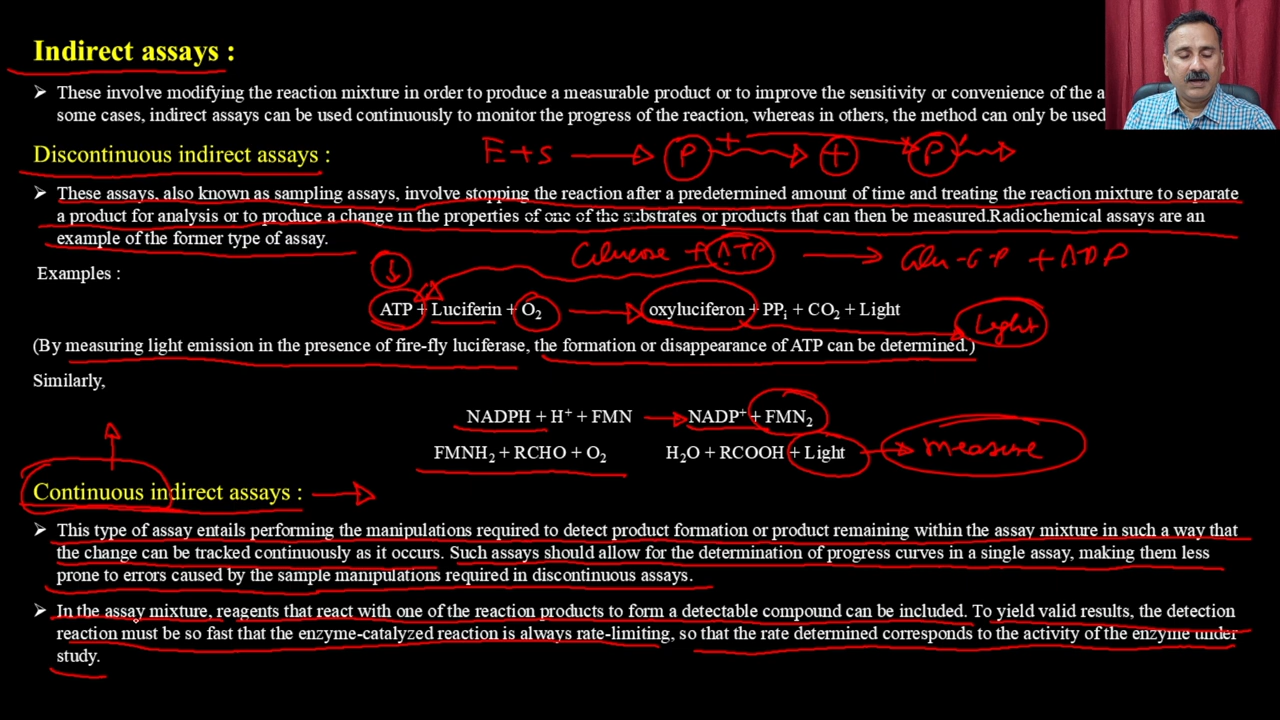 Indirect assays :
➢ These involve modifying the reaction mixture in order to produce a measurable product or to improve the sensitivity or convenience of the a
some cases, indirect assays can be used continuously to monitor the progress of the reaction, whereas in others, the method can only be used
E+S P + + P
Discontinuous indirect assays :
➢ These assays, also known as sampling assays, involve stopping the reaction after a predetermined amount of time and treating the reaction mixture to separate
a product for analysis or to produce a change in the properties of one of the substrates or products that can then be measured.Radiochemical assays are an
example of the former type of assay.
Glucose + ATP → Glu-6P + ADP
Examples :
ATP + Luciferin + O₂ → oxyluciferon + PPᵢ + CO₂ + Light
Light
(By measuring light emission in the presence of fire-fly luciferase, the formation or disappearance of ATP can be determined.)
Similarly,
NADPH + H⁺ + FMN → NADP⁺ + FMN₂
FMNH₂ + RCHO + O₂ H₂O + RCOOH + Light → measure
Continuous indirect assays :
➢ This type of assay entails performing the manipulations required to detect product formation or product remaining within the assay mixture in such a way that
the change can be tracked continuously as it occurs. Such assays should allow for the determination of progress curves in a single assay, making them less
prone to errors caused by the sample manipulations required in discontinuous assays.
➢ In the assay mixture, reagents that react with one of the reaction products to form a detectable compound can be included. To yield valid results, the detection
reaction must be so fast that the enzyme-catalyzed reaction is always rate-limiting, so that the rate determined corresponds to the activity of the enzyme under
study.